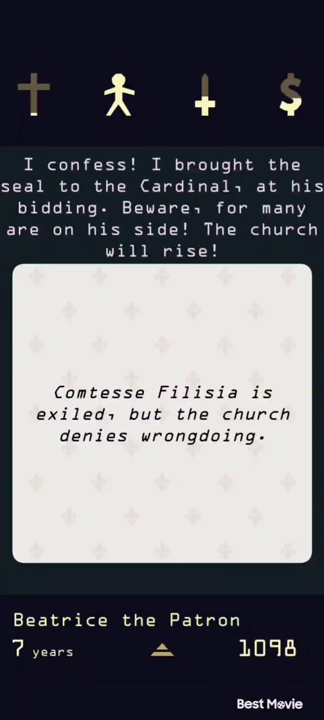 I confess! I brought the
seal to the Cardinal, at his
bidding. Beware, for many
are on his side! The church
will rise!
Comtesse Filisia is
exiled, but the church
denies wrongdoing.
Beatrice the Patron
7 years
1098
Best Movie